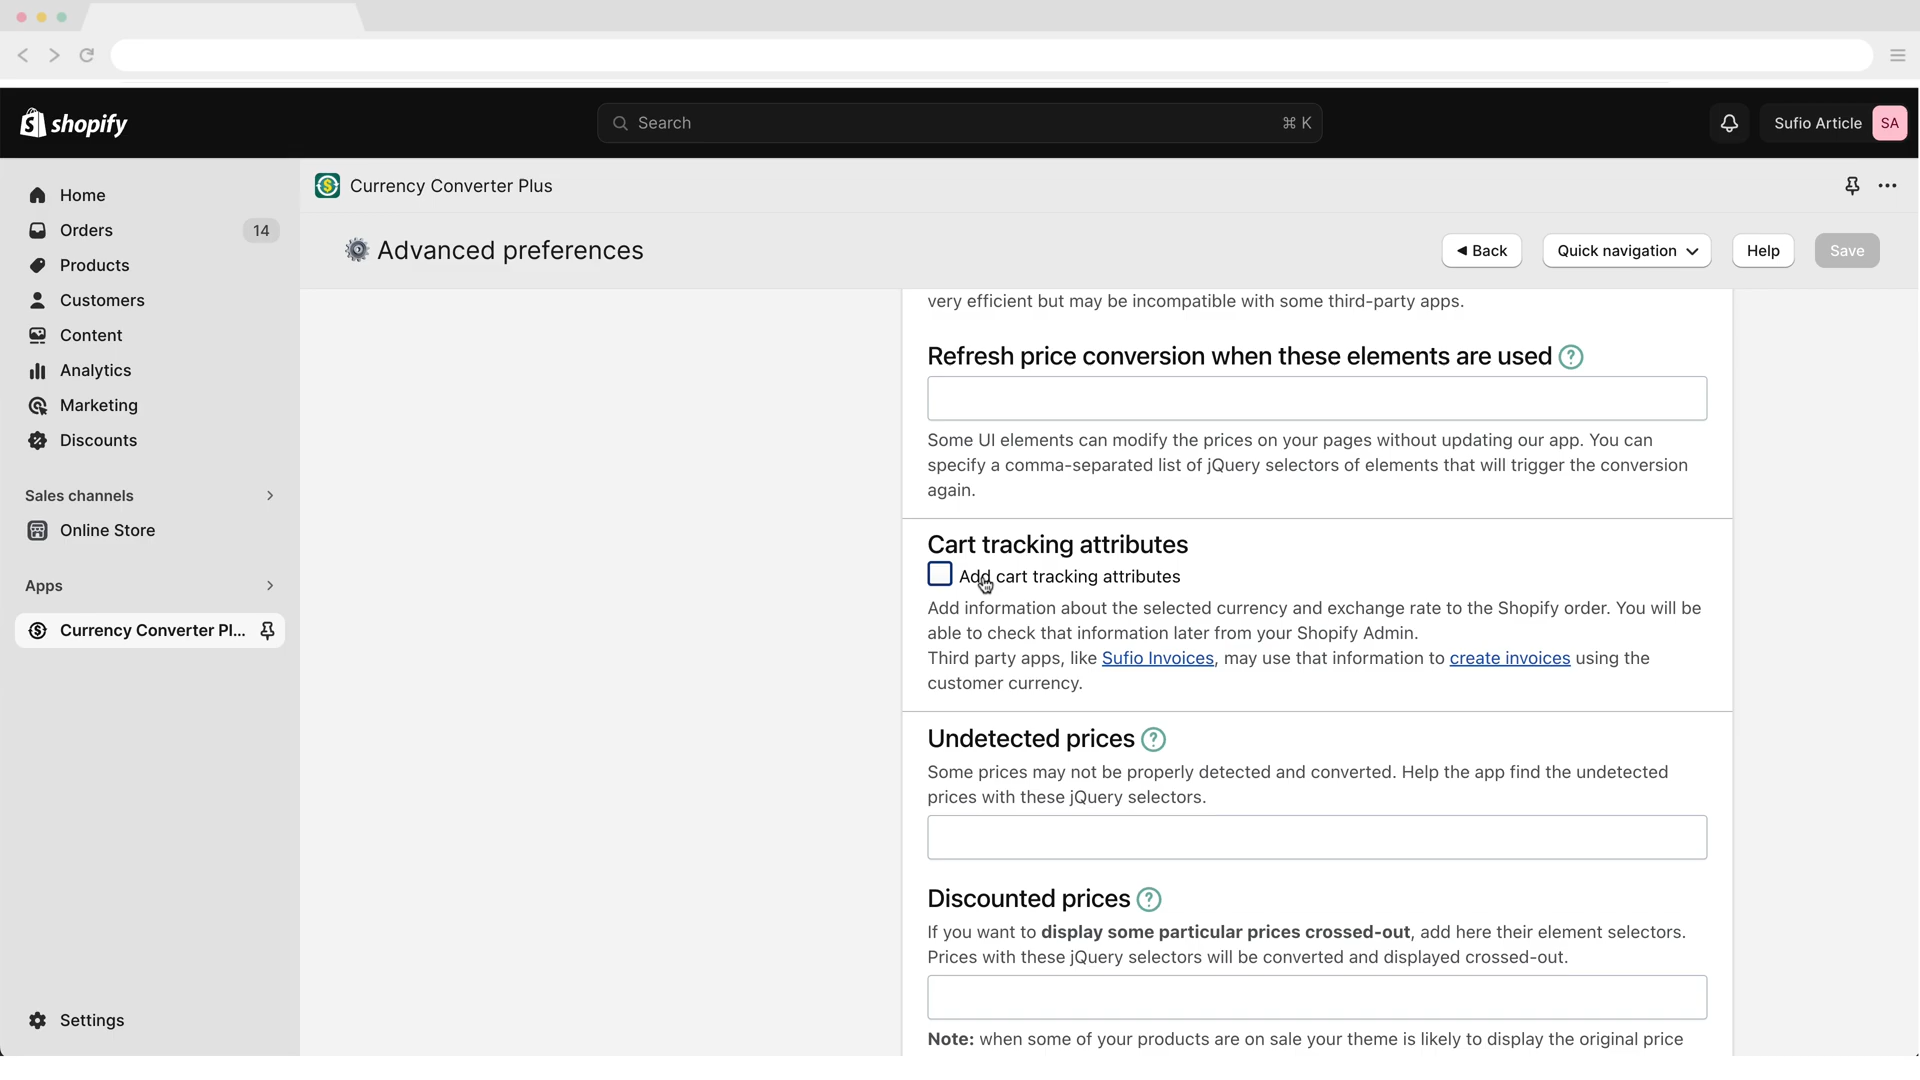 shopify
Search
⌘ K
Sufio Article
SA
Home
Orders
14
Products
Customers
Content
Analytics
Marketing
Discounts
Sales channels
Online Store
Apps
Currency Converter Pl...
Settings
Currency Converter Plus
Advanced preferences
Back
Quick navigation
Help
Save
very efficient but may be incompatible with some third-party apps.
Refresh price conversion when these elements are used ?
Some UI elements can modify the prices on your pages without updating our app. You can
specify a comma-separated list of jQuery selectors of elements that will trigger the conversion
again.
Cart tracking attributes
Add cart tracking attributes
Add information about the selected currency and exchange rate to the Shopify order. You will be
able to check that information later from your Shopify Admin.
Third party apps, like Sufio Invoices, may use that information to create invoices using the
customer currency.
Undetected prices ?
Some prices may not be properly detected and converted. Help the app find the undetected
prices with these jQuery selectors.
Discounted prices ?
If you want to display some particular prices crossed-out, add here their element selectors.
Prices with these jQuery selectors will be converted and displayed crossed-out.
Note: when some of your products are on sale your theme is likely to display the original price